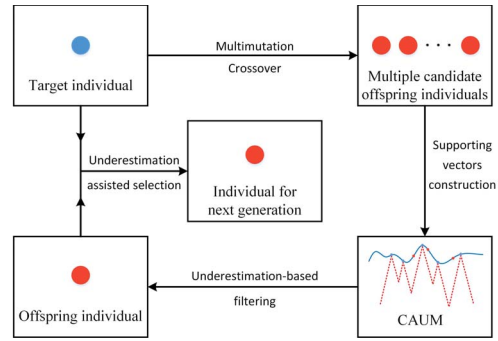 Target individual
Multimutation
Crossover
Multiple candidate
offspring individuals
Supporting
vectors
construction
Underestimation
assisted selection
Individual for
next generation
CAUM
Underestimation-based
filtering
Offspring individual